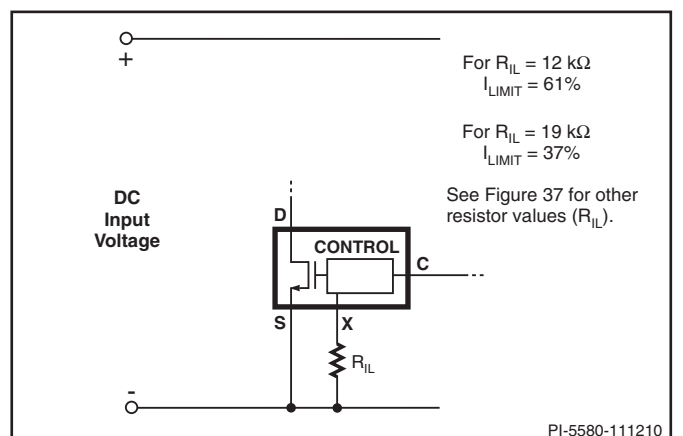 +
For R_IL = 12 kΩ
I_LIMIT = 61%
For R_IL = 19 kΩ
I_LIMIT = 37%
See Figure 37 for other
resistor values (R_IL).
DC
Input
Voltage
D
CONTROL
C
S
X
R_IL
-
PI-5580-111210